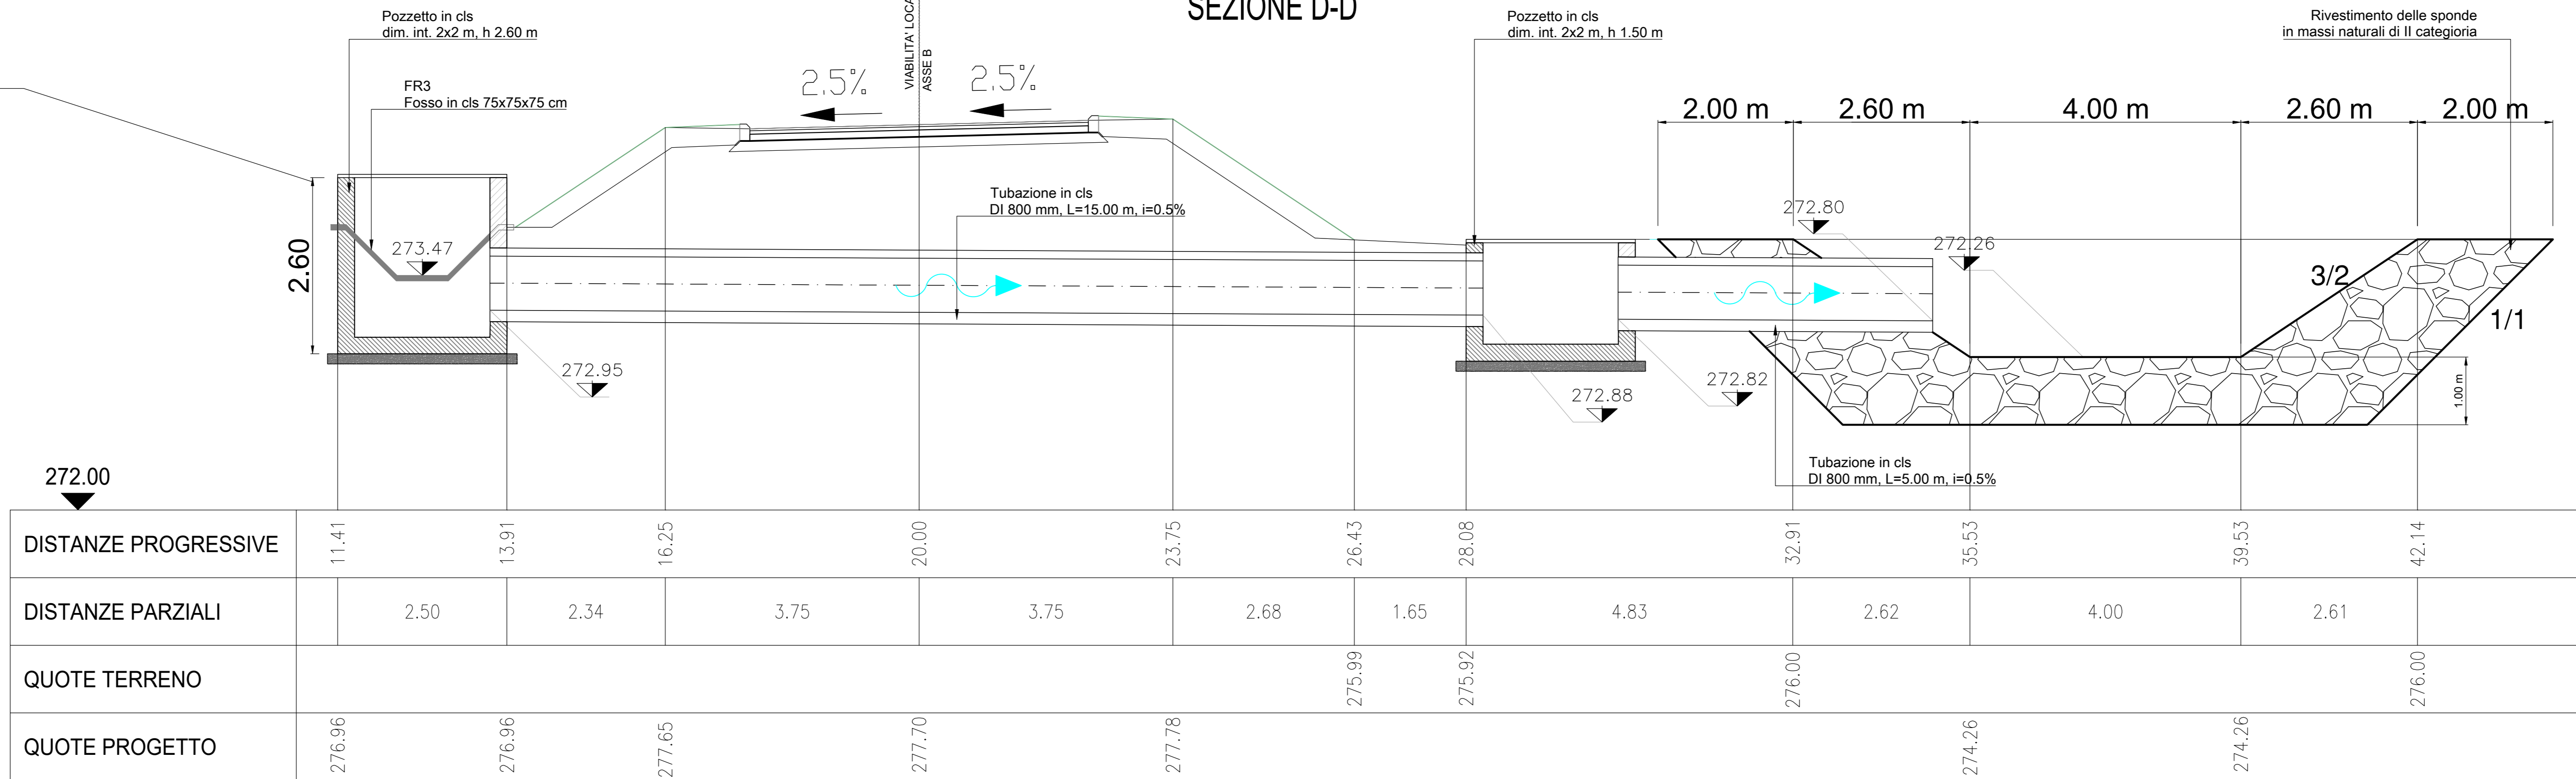 SEZIONE D-D
Pozzetto in cls
dim. int. 2x2 m, h 2.60 m
FR3
Fosso in cls 75x75x75 cm
VIABILITA' LOCA
ASSE B
2.5%
2.5%
Pozzetto in cls
dim. int. 2x2 m, h 1.50 m
Rivestimento delle sponde
in massi naturali di II categioria
2.00 m
2.60 m
4.00 m
2.60 m
2.00 m
2.60
273.47
Tubazione in cls
DI 800 mm, L=15.00 m, i=0.5%
272.80
272.26
3/2
1/1
1.00 m
272.95
272.88
272.82
Tubazione in cls
DI 800 mm, L=5.00 m, i=0.5%
272.00
DISTANZE PROGRESSIVE 11.41 13.91 16.25 20.00 23.75 26.43 28.08 32.91 35.53 39.53 42.14
DISTANZE PARZIALI 2.50 2.34 3.75 3.75 2.68 1.65 4.83 2.62 4.00 2.61
QUOTE TERRENO 275.99 275.92 276.00 276.00
QUOTE PROGETTO 276.96 276.96 277.65 277.70 277.78 274.26 274.26